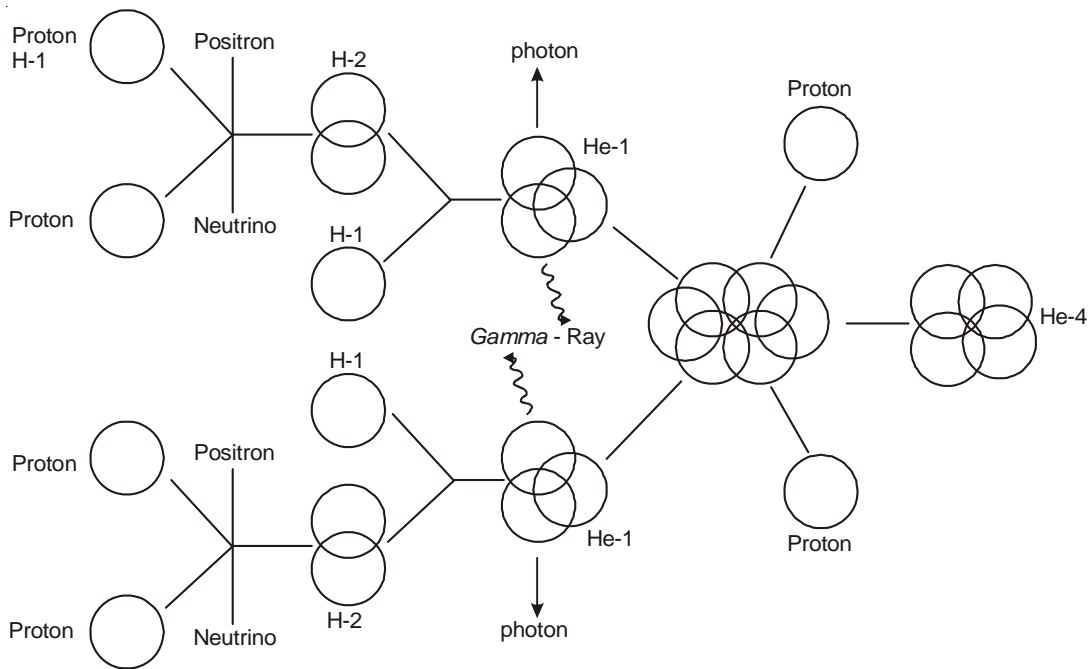 Proton
H-1
Positron
H-2
photon
Proton
He-1
Proton
Neutrino
H-1
He-4
Gamma - Ray
H-1
Proton
Positron
He-1
Proton
H-2
Proton
Neutrino
photon